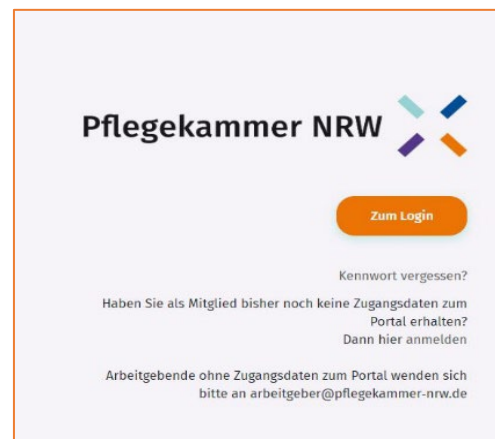 Pflegekammer NRW
Zum Login
Kennwort vergessen?
Haben Sie als Mitglied bisher noch keine Zugangsdaten zum
Portal erhalten?
Dann hier anmelden
Arbeitgebende ohne Zugangsdaten zum Portal wenden sich
bitte an arbeitgeber@pflegekammer-nrw.de